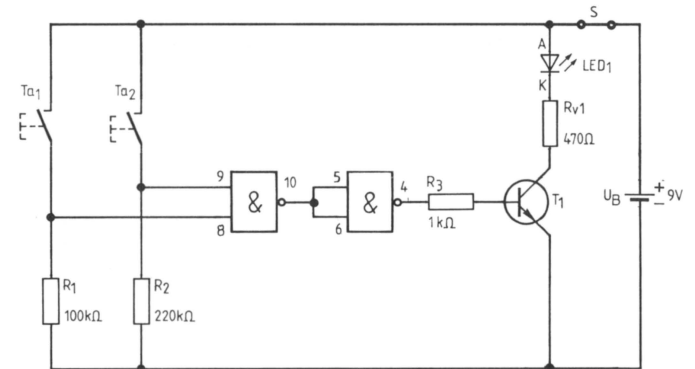 S
A
LED1
K
Ta1
Ta2
Rv1
470Ω
9
10
5
4
R3
&
&
T1
UB
+
−
9V
8
6
1kΩ
R1
R2
100kΩ
220kΩ